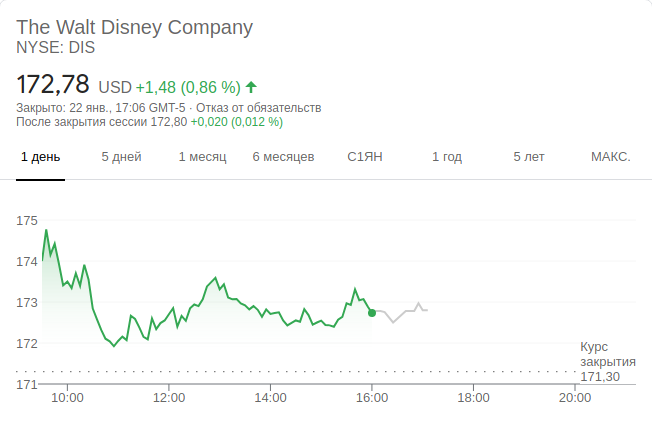 The Walt Disney Company
NYSE: DIS
172,78 USD +1,48 (0,86 %)
Закрыто: 22 янв., 17:06 GMT-5 · Отказ от обязательств
После закрытия сессии 172,80 +0,020 (0,012 %)
1 день 5 дней 1 месяц 6 месяцев С1ЯН 1 год 5 лет МАКС.
175
174
173
172
171
Курс
закрытия
171,30
10:00 12:00 14:00 16:00 18:00 20:00